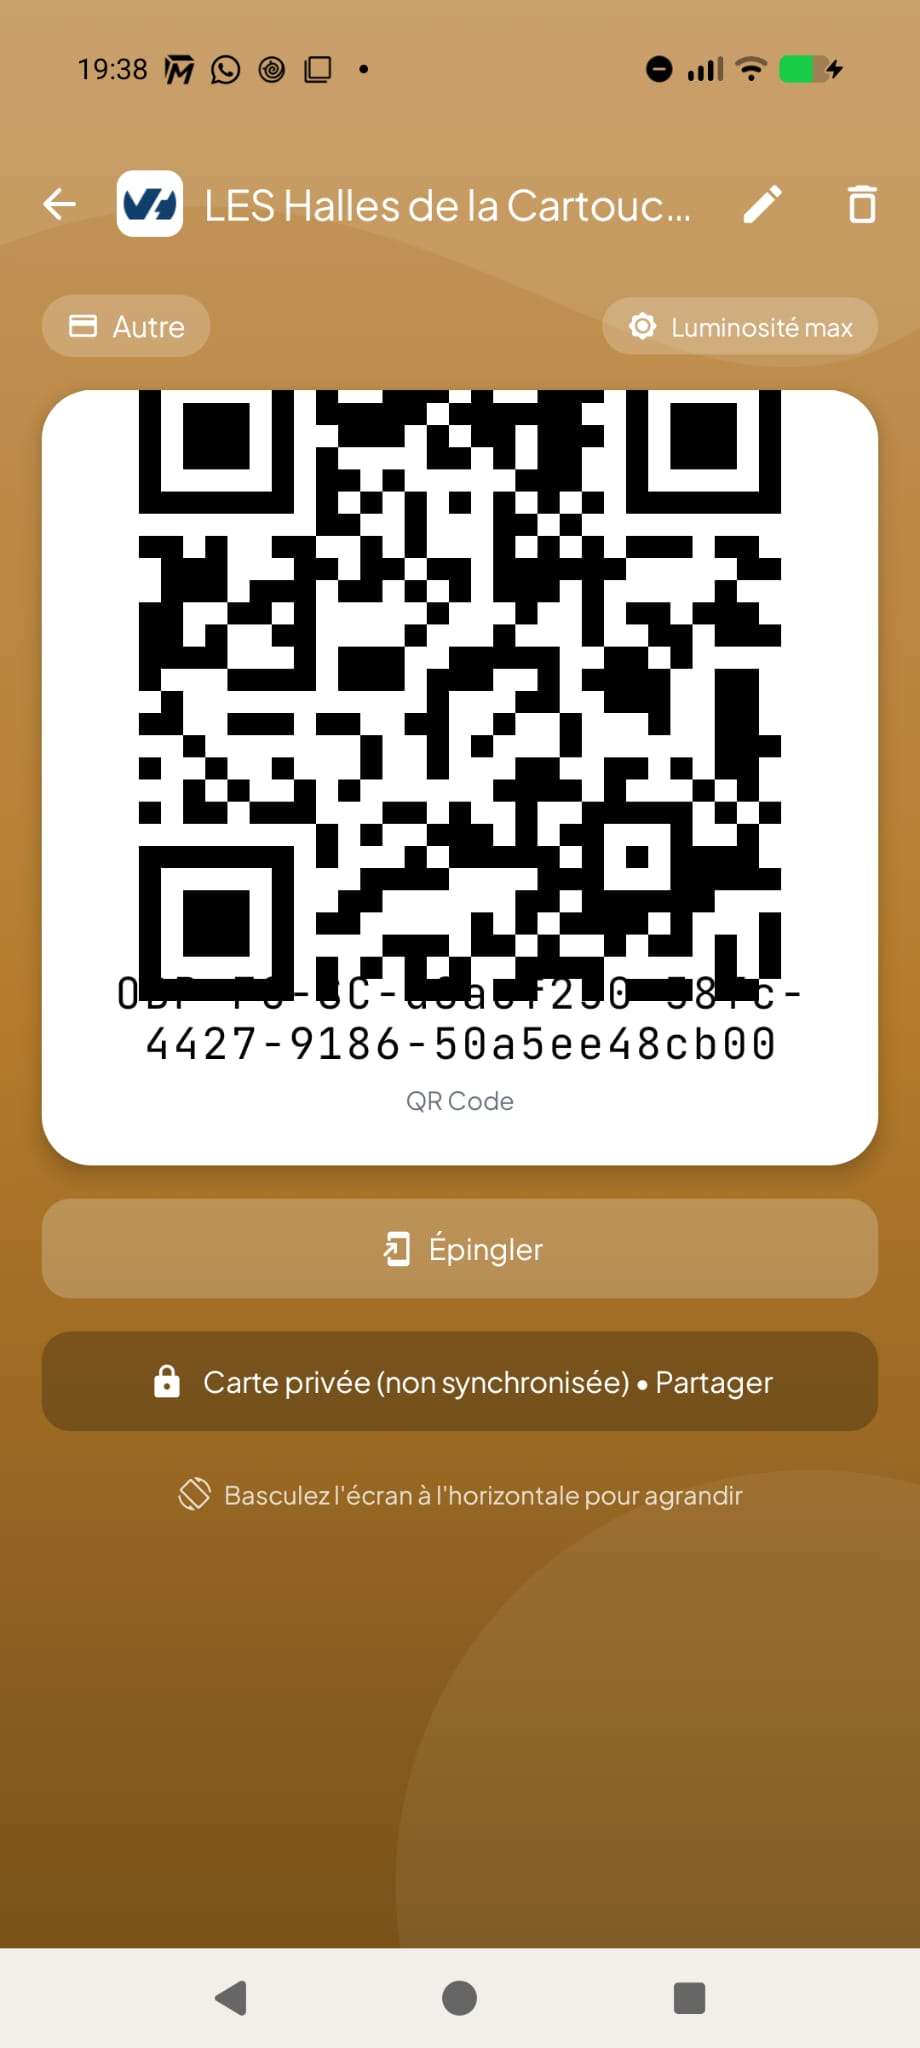 19:38
LES Halles de la Cartouc...
Autre
Luminosité max
4427-9186-50a5ee48cb00
QR Code
Épingler
Carte privée (non synchronisée) • Partager
Basculez l'écran à l'horizontale pour agrandir